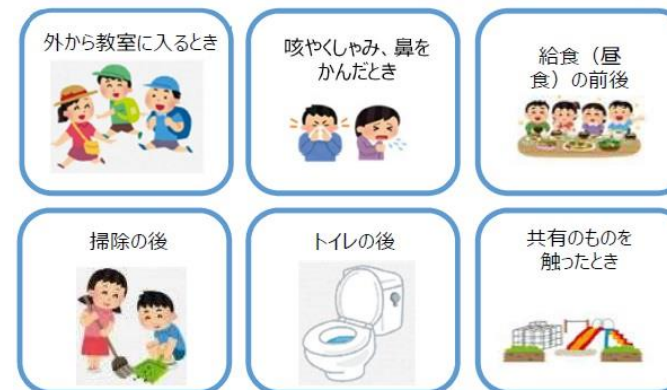 外から教室に入るとき
咳やくしゃみ、鼻を
かんだとき
給食（昼
食）の前後
掃除の後
トイレの後
共有のものを
触ったとき